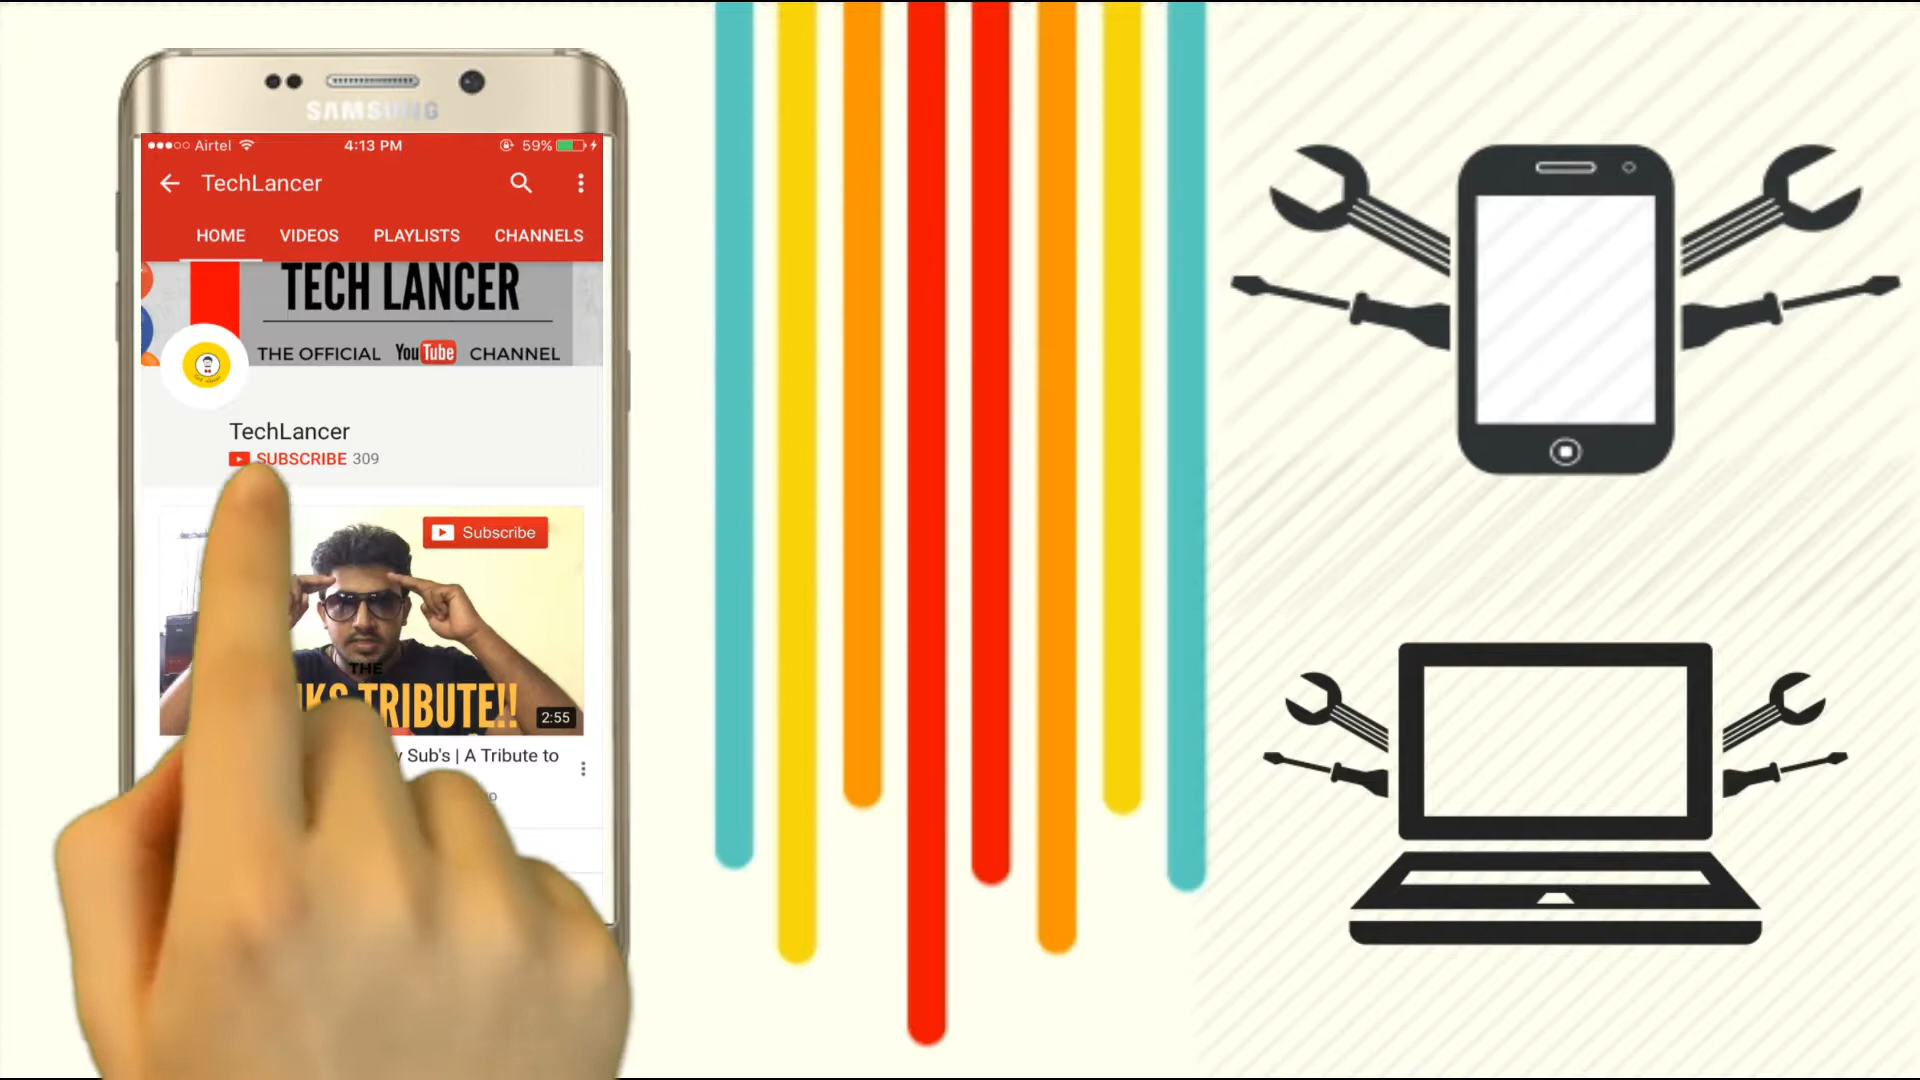 SAMSUNG
Airtel 4:13 PM 59%
TechLancer
HOME VIDEOS PLAYLISTS CHANNELS
TECH LANCER
THE OFFICIAL YouTube CHANNEL
TechLancer
SUBSCRIBE 309
Subscribe
THE
TRIBUTE!!
2:55
Sub's | A Tribute to